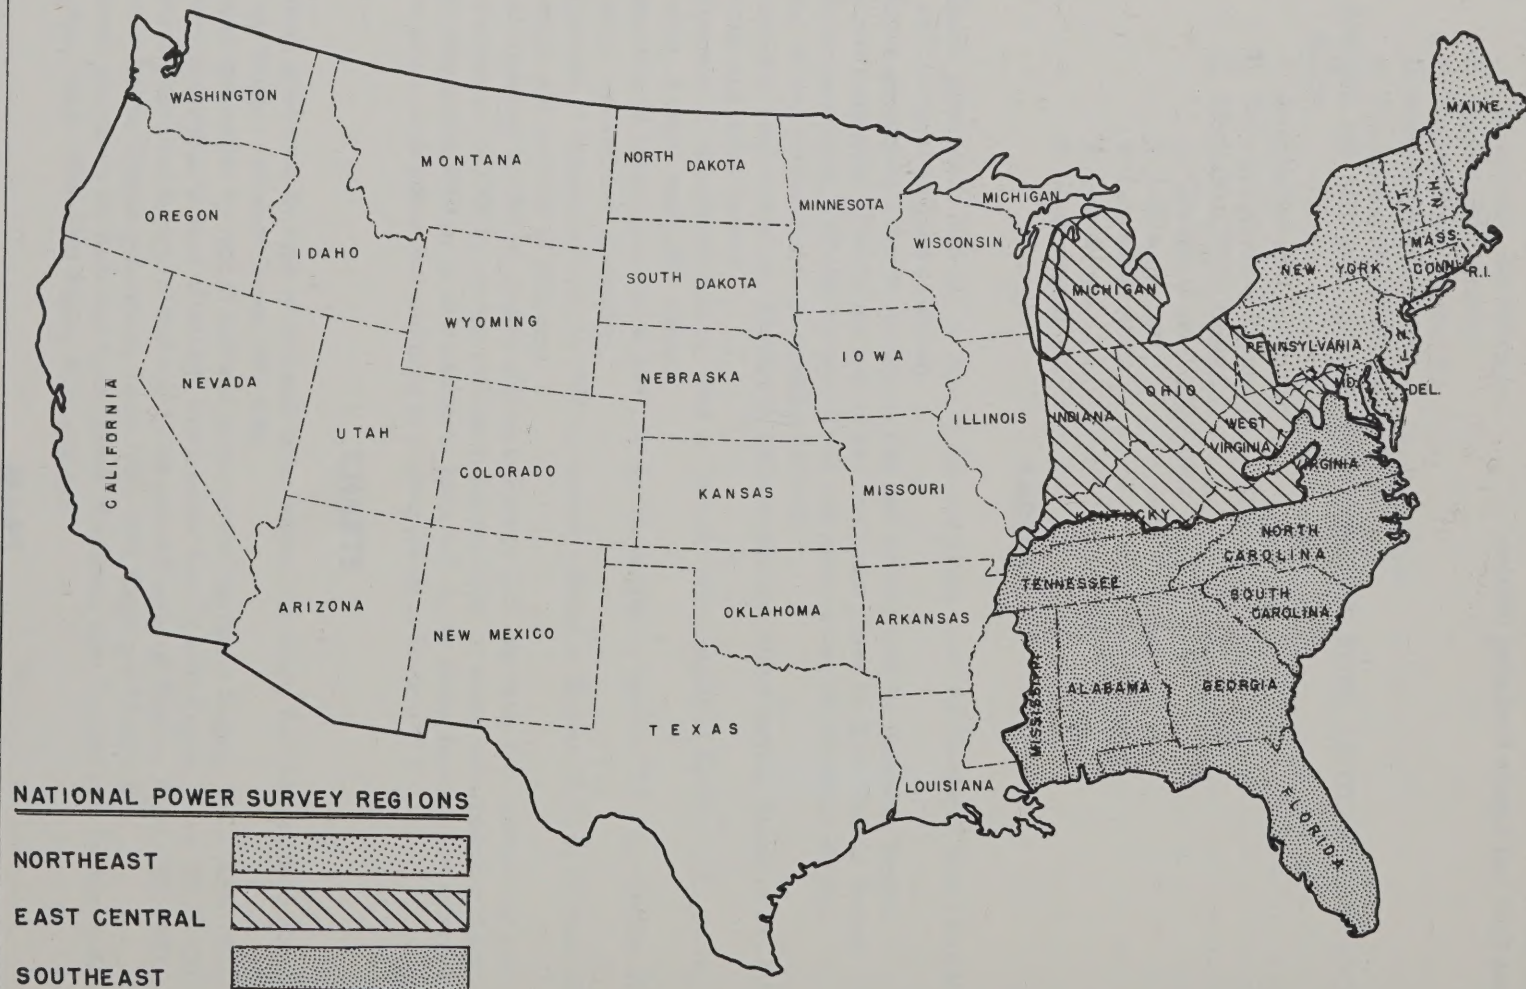 WASHINGTON
MONTANA
NORTH DAKOTA
MINNESOTA
MICHIGAN
MAINE
OREGON
IDAHO
SOUTH DAKOTA
WISCONSIN
VT.
N.H.
MASS.
NEW YORK
CONN.
R.I.
WYOMING
MICHIGAN
IOWA
PENNSYLVANIA
N.J.
NEVADA
NEBRASKA
OHIO
MD.
DEL.
CALIFORNIA
UTAH
COLORADO
ILLINOIS
INDIANA
WEST
VIRGINIA
KANSAS
MISSOURI
VIRGINIA
KENTUCKY
NORTH
CAROLINA
TENNESSEE
ARIZONA
NEW MEXICO
OKLAHOMA
ARKANSAS
SOUTH
CAROLINA
TEXAS
MISSISSIPPI
ALABAMA
GEORGIA
LOUISIANA
FLORIDA
NATIONAL POWER SURVEY REGIONS
NORTHEAST
EAST CENTRAL
SOUTHEAST